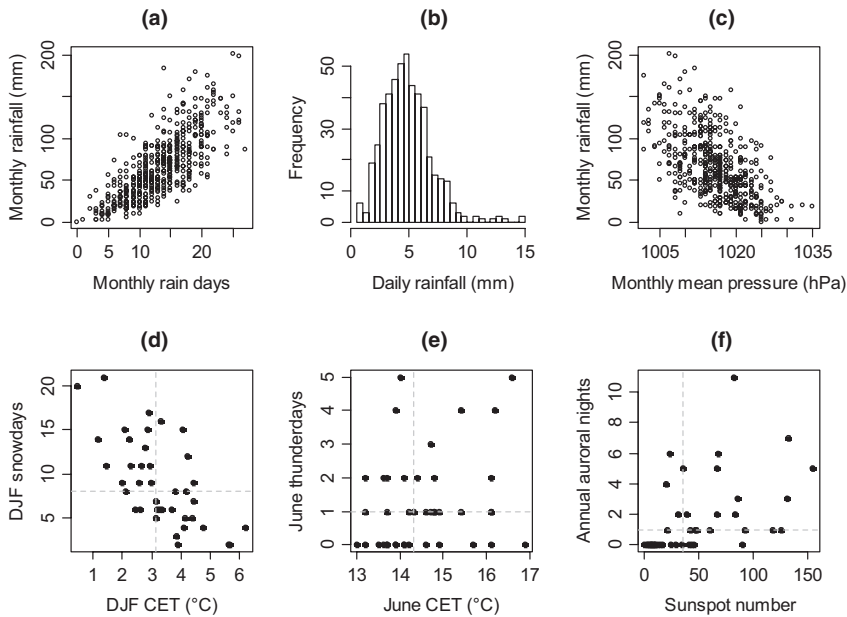 (a)
Monthly rainfall (mm)
0 50 100 200
0 5 10 20
Monthly rain days
(b)
Frequency
0 10 30 50
0 5 10 15
Daily rainfall (mm)
(c)
Monthly rainfall (mm)
0 50 100 200
1005 1020 1035
Monthly mean pressure (hPa)
(d)
DJF snowdays
5 10 15 20
1 2 3 4 5 6
DJF CET (°C)
(e)
June thunderdays
0 1 2 3 4 5
13 14 15 16 17
June CET (°C)
(f)
Annual auroral nights
0 2 4 6 8 10
0 50 100 150
Sunspot number